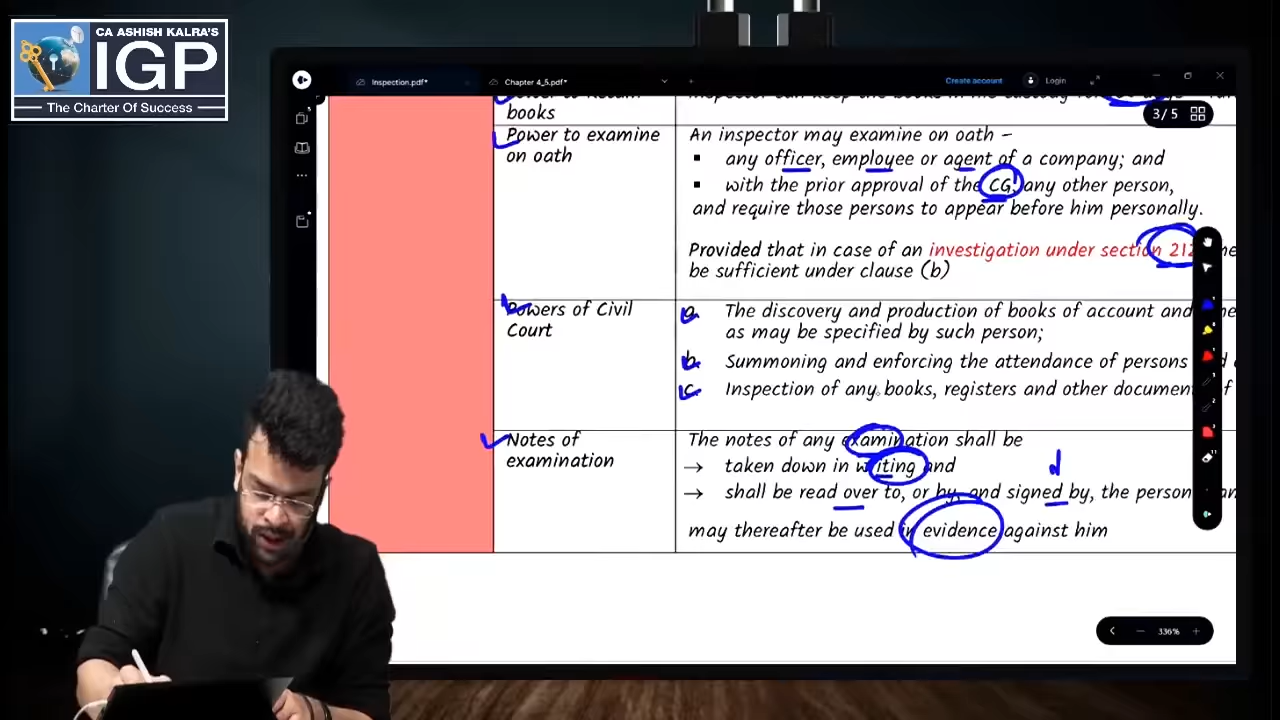 CA ASHISH KALRA'S
IGP
The Charter Of Success
Inspection.pdf*
Chapter 4_5.pdf*
Create account
Login
3/5
books
Power to examine
on oath
An inspector may examine on oath –
▪ any officer, employee or agent of a company; and
▪ with the prior approval of the CG, any other person,
and require those persons to appear before him personally.
Provided that in case of an investigation under section 212
be sufficient under clause (b)
Powers of Civil
Court
a. The discovery and production of books of account and
as may be specified by such person;
b. Summoning and enforcing the attendance of persons
c. Inspection of any books, registers and other document
Notes of
examination
The notes of any examination shall be
→ taken down in writing and
→ shall be read over to, or by, and signed by, the person
may thereafter be used in evidence against him
d
336%